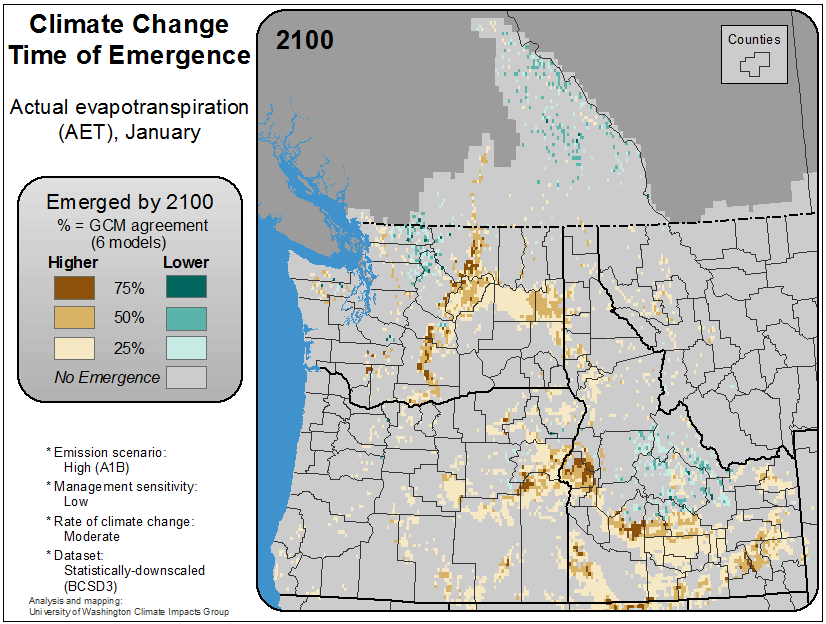 Climate Change
Time of Emergence
Actual evapotranspiration
(AET), January
Emerged by 2100
% = GCM agreement
(6 models)
Higher Lower
75%
50%
25%
No Emergence
* Emission scenario:
High (A1B)
* Management sensitivity:
Low
* Rate of climate change:
Moderate
* Dataset:
Statistically-downscaled
(BCSD3)
Analysis and mapping:
University of Washington Climate Impacts Group
2100
Counties